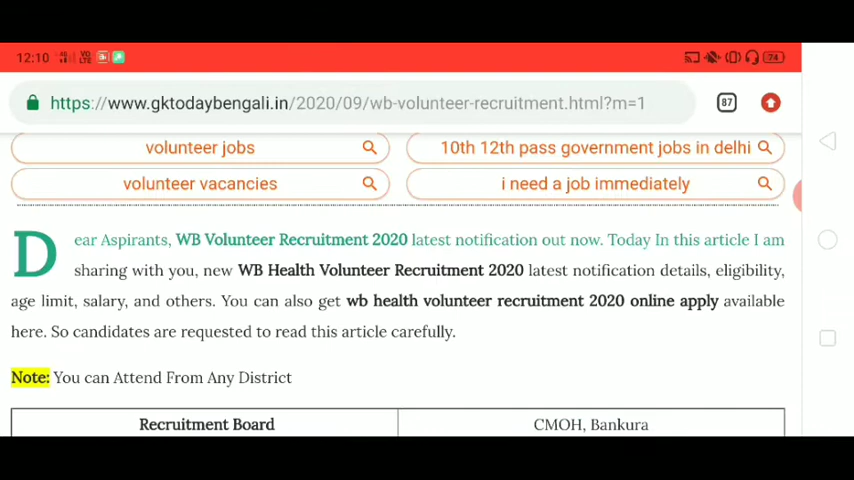 12:10
74
https://www.gktodaybengali.in/2020/09/wb-volunteer-recruitment.html?m=1
87
volunteer jobs
10th 12th pass government jobs in delhi
volunteer vacancies
i need a job immediately
Dear Aspirants, WB Volunteer Recruitment 2020 latest notification out now. Today In this article I am
sharing with you, new WB Health Volunteer Recruitment 2020 latest notification details, eligibility,
age limit, salary, and others. You can also get wb health volunteer recruitment 2020 online apply available
here. So candidates are requested to read this article carefully.
Note: You can Attend From Any District
Recruitment Board
CMOH, Bankura